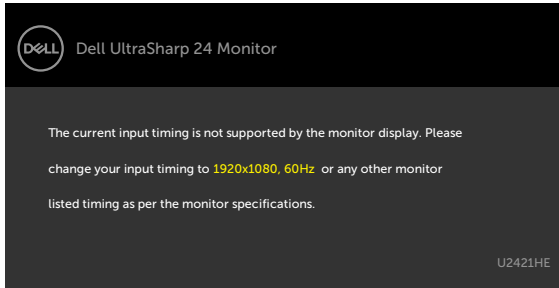 DELL
Dell UltraSharp 24 Monitor
The current input timing is not supported by the monitor display. Please
change your input timing to 1920x1080, 60Hz or any other monitor
listed timing as per the monitor specifications.
U2421HE